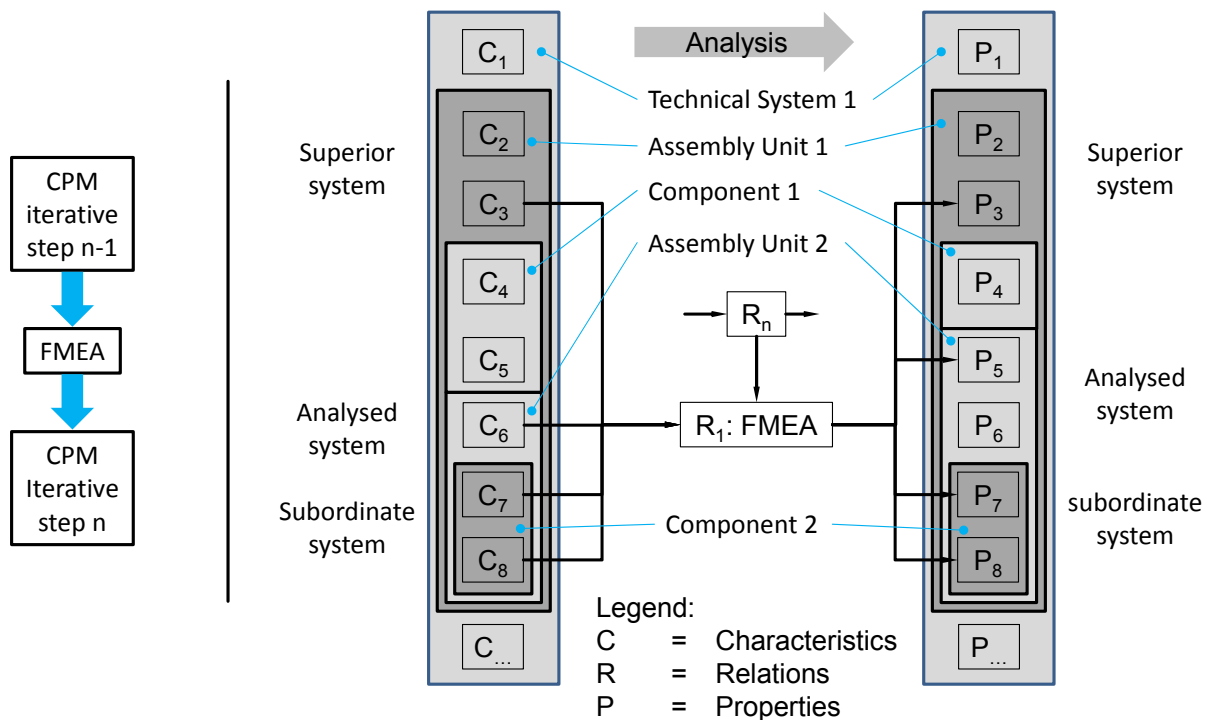 CPM
iterative
step n-1
FMEA
CPM
Iterative
step n
Superior
system
Analysed
system
Subordinate
system
C1
C2
C3
C4
C5
C6
C7
C8
C...
Analysis
Technical System 1
Assembly Unit 1
Component 1
Assembly Unit 2
Rn
R1: FMEA
Component 2
P1
P2
P3
P4
P5
P6
P7
P8
P...
Superior
system
Analysed
system
subordinate
system
Legend:
C = Characteristics
R = Relations
P = Properties